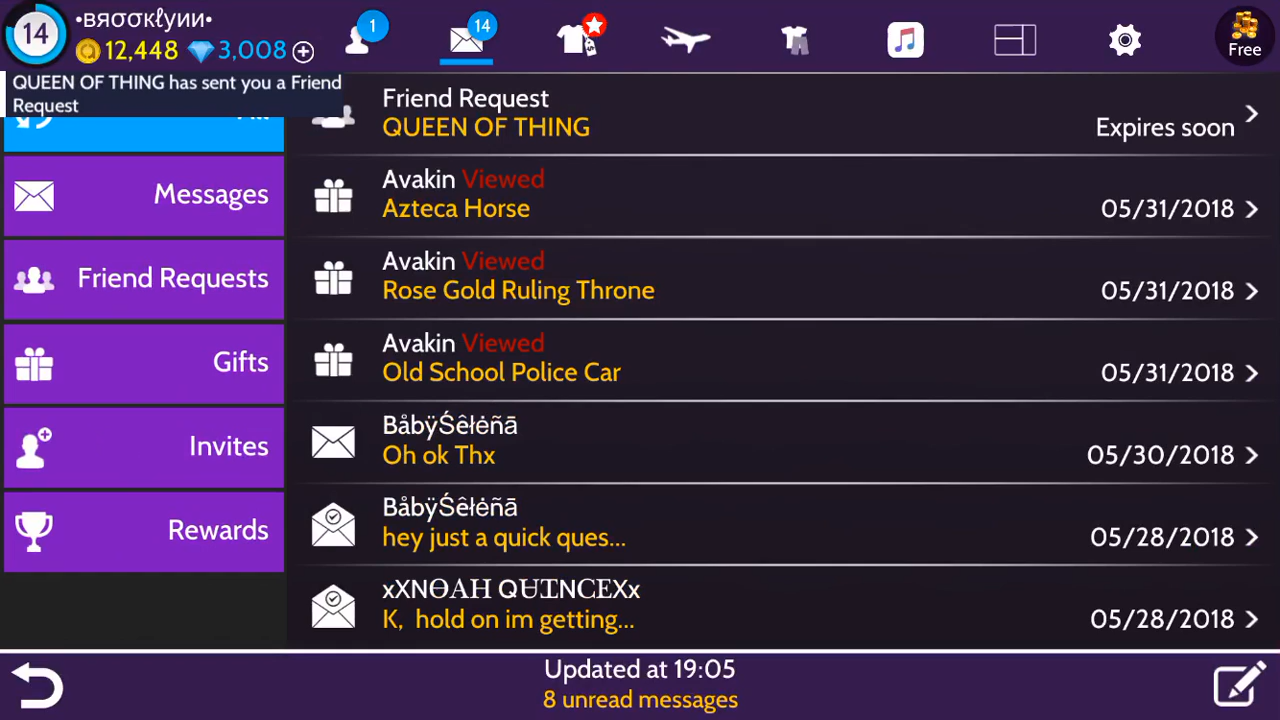 14
•вяσσкℓуии•
12,448
3,008
1
14
Free
QUEEN OF THING has sent you a Friend
Request
Messages
Friend Requests
Gifts
Invites
Rewards
Friend Request
QUEEN OF THING
Expires soon
Avakin Viewed
Azteca Horse
05/31/2018
Avakin Viewed
Rose Gold Ruling Throne
05/31/2018
Avakin Viewed
Old School Police Car
05/31/2018
BåbÿŚêłėñā
Oh ok Thx
05/30/2018
BåbÿŚêłėñā
hey just a quick ques...
05/28/2018
xXNѲAH QɄꞮNCEXx
K, hold on im getting...
05/28/2018
Updated at 19:05
8 unread messages